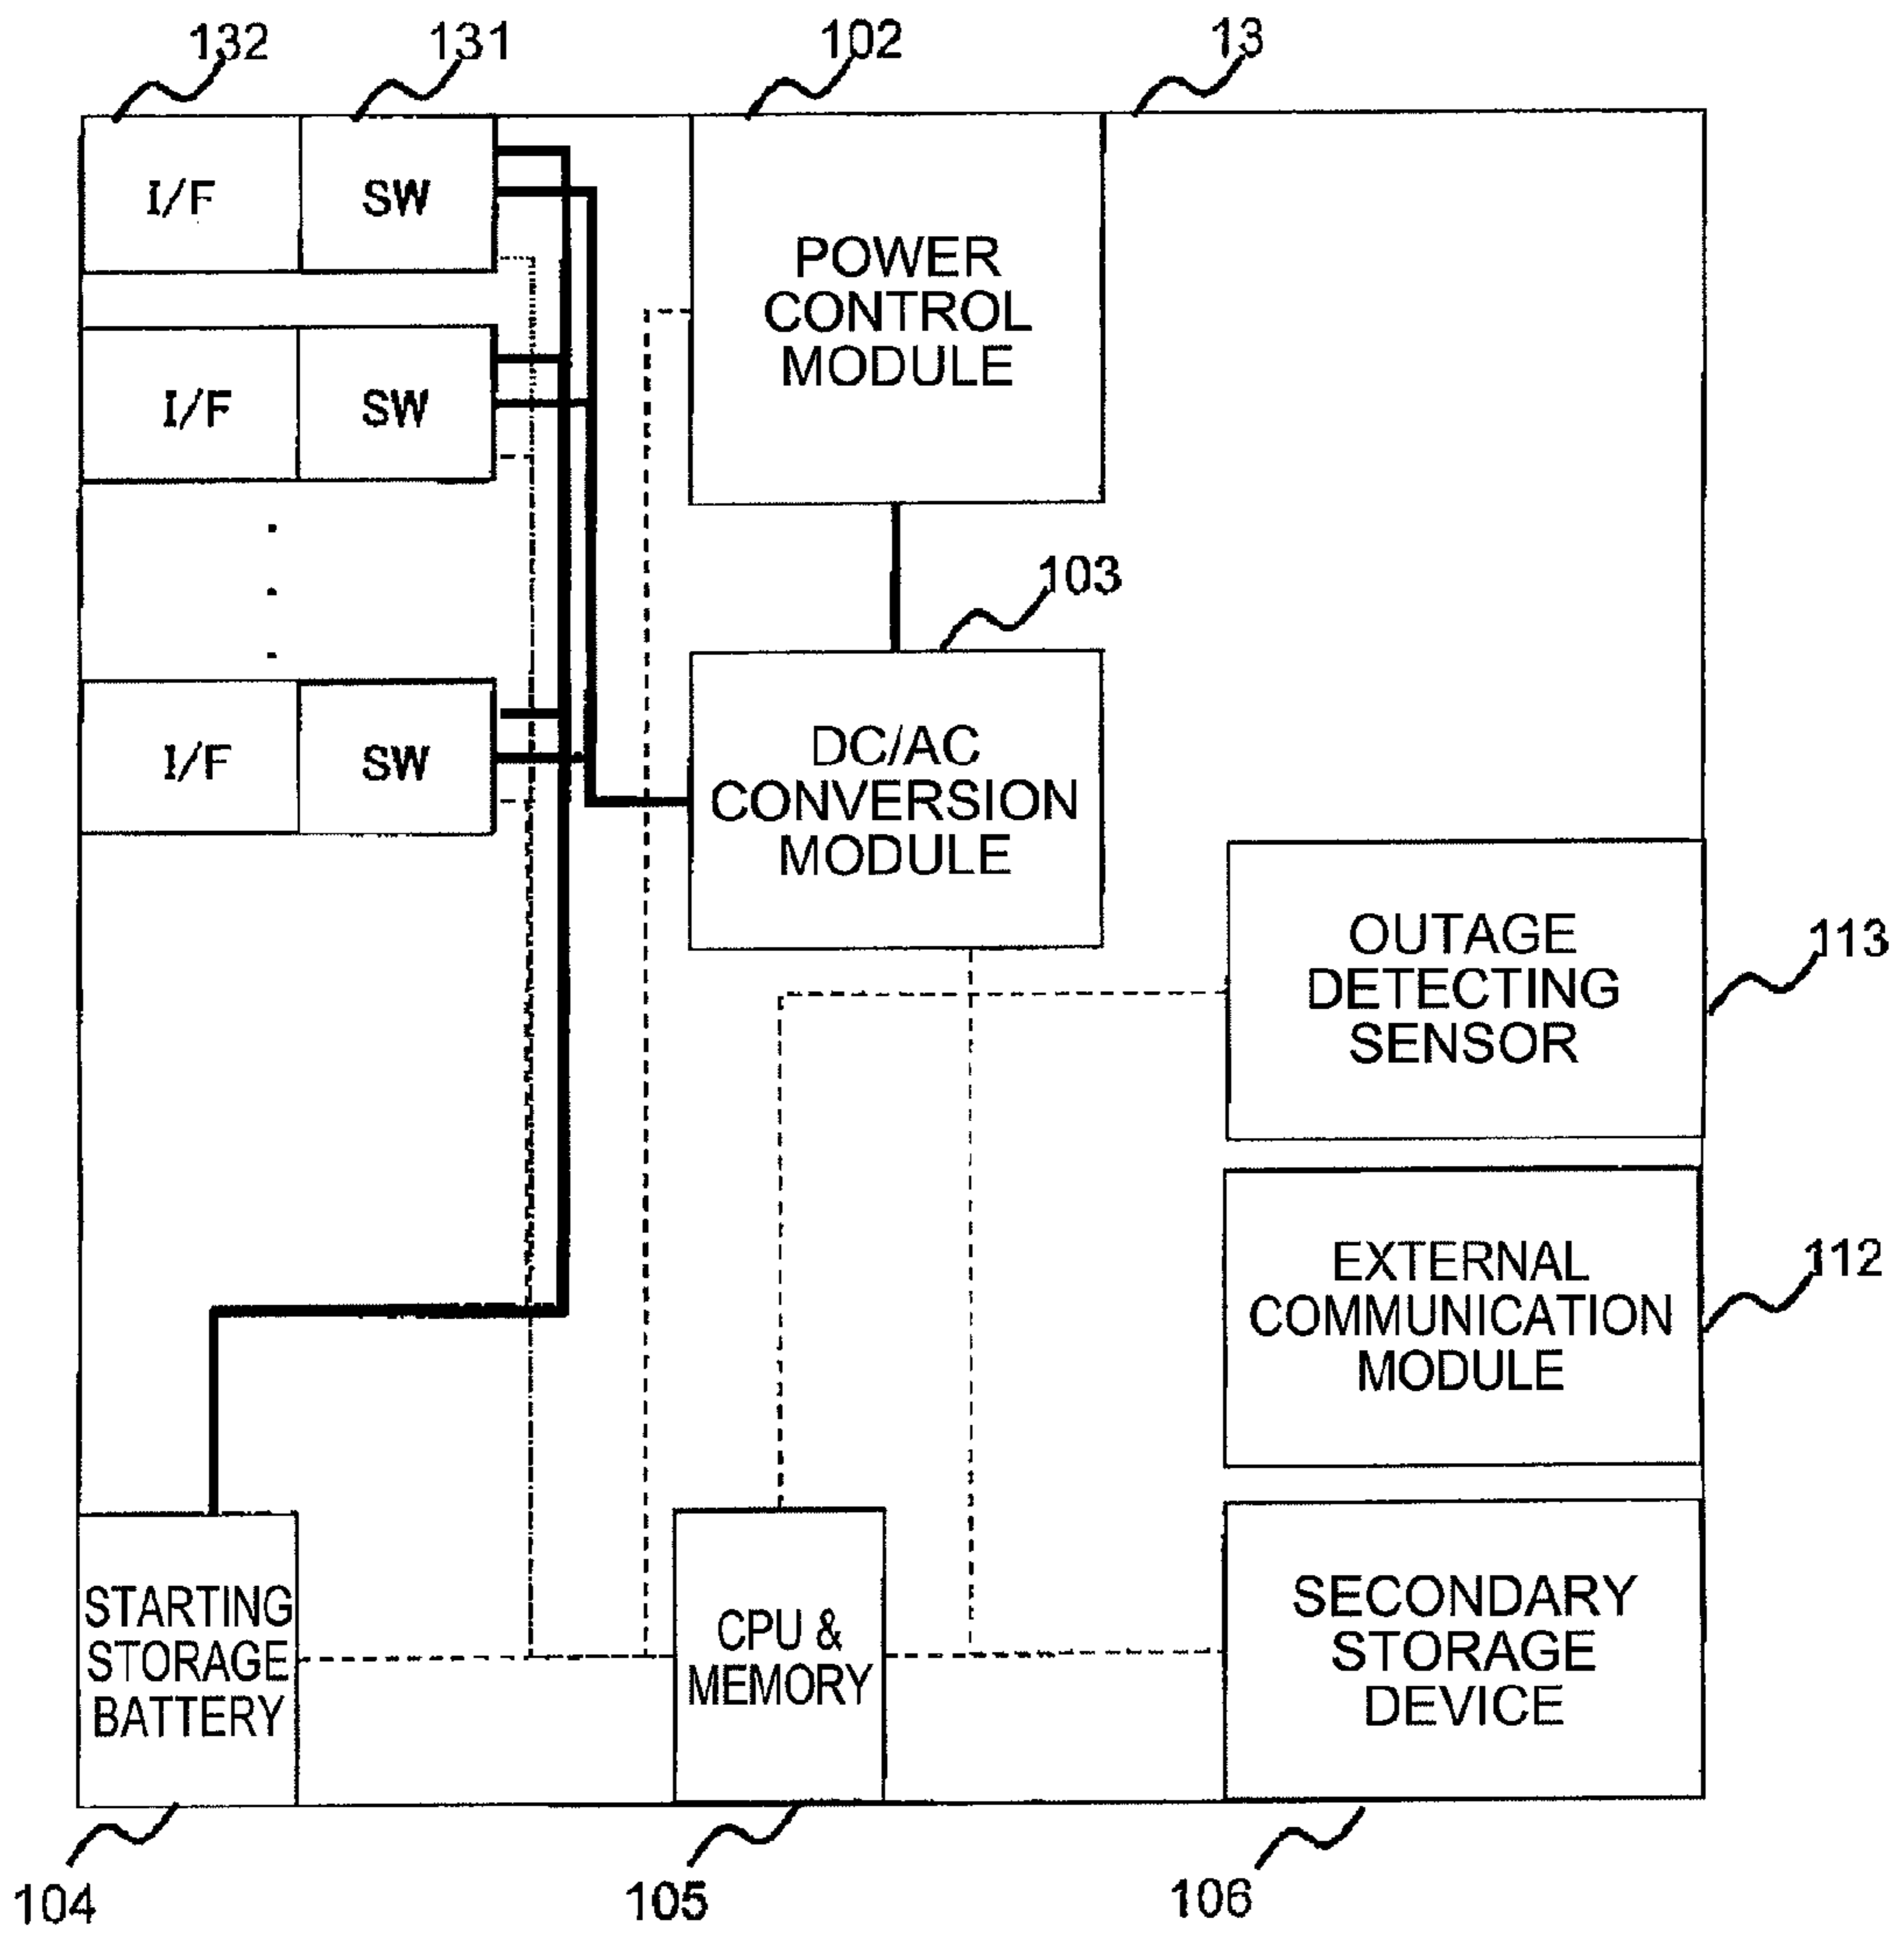 132
131
102
13
I/F
SW
POWER
CONTROL
MODULE
I/F
SW
103
I/F
SW
DC/AC
CONVERSION
MODULE
OUTAGE
DETECTING
SENSOR
113
EXTERNAL
COMMUNICATION
MODULE
112
STARTING
STORAGE
BATTERY
CPU &
MEMORY
SECONDARY
STORAGE
DEVICE
104
105
106